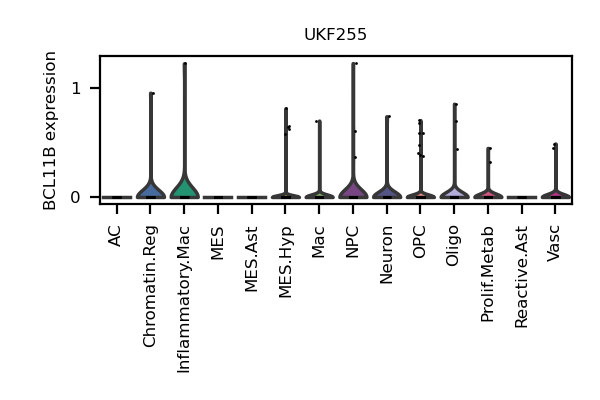 UKF255
BCL11B expression
1
0
AC
Chromatin.Reg
Inflammatory.Mac
MES
MES.Ast
MES.Hyp
Mac
NPC
Neuron
OPC
Oligo
Prolif.Metab
Reactive.Ast
Vasc